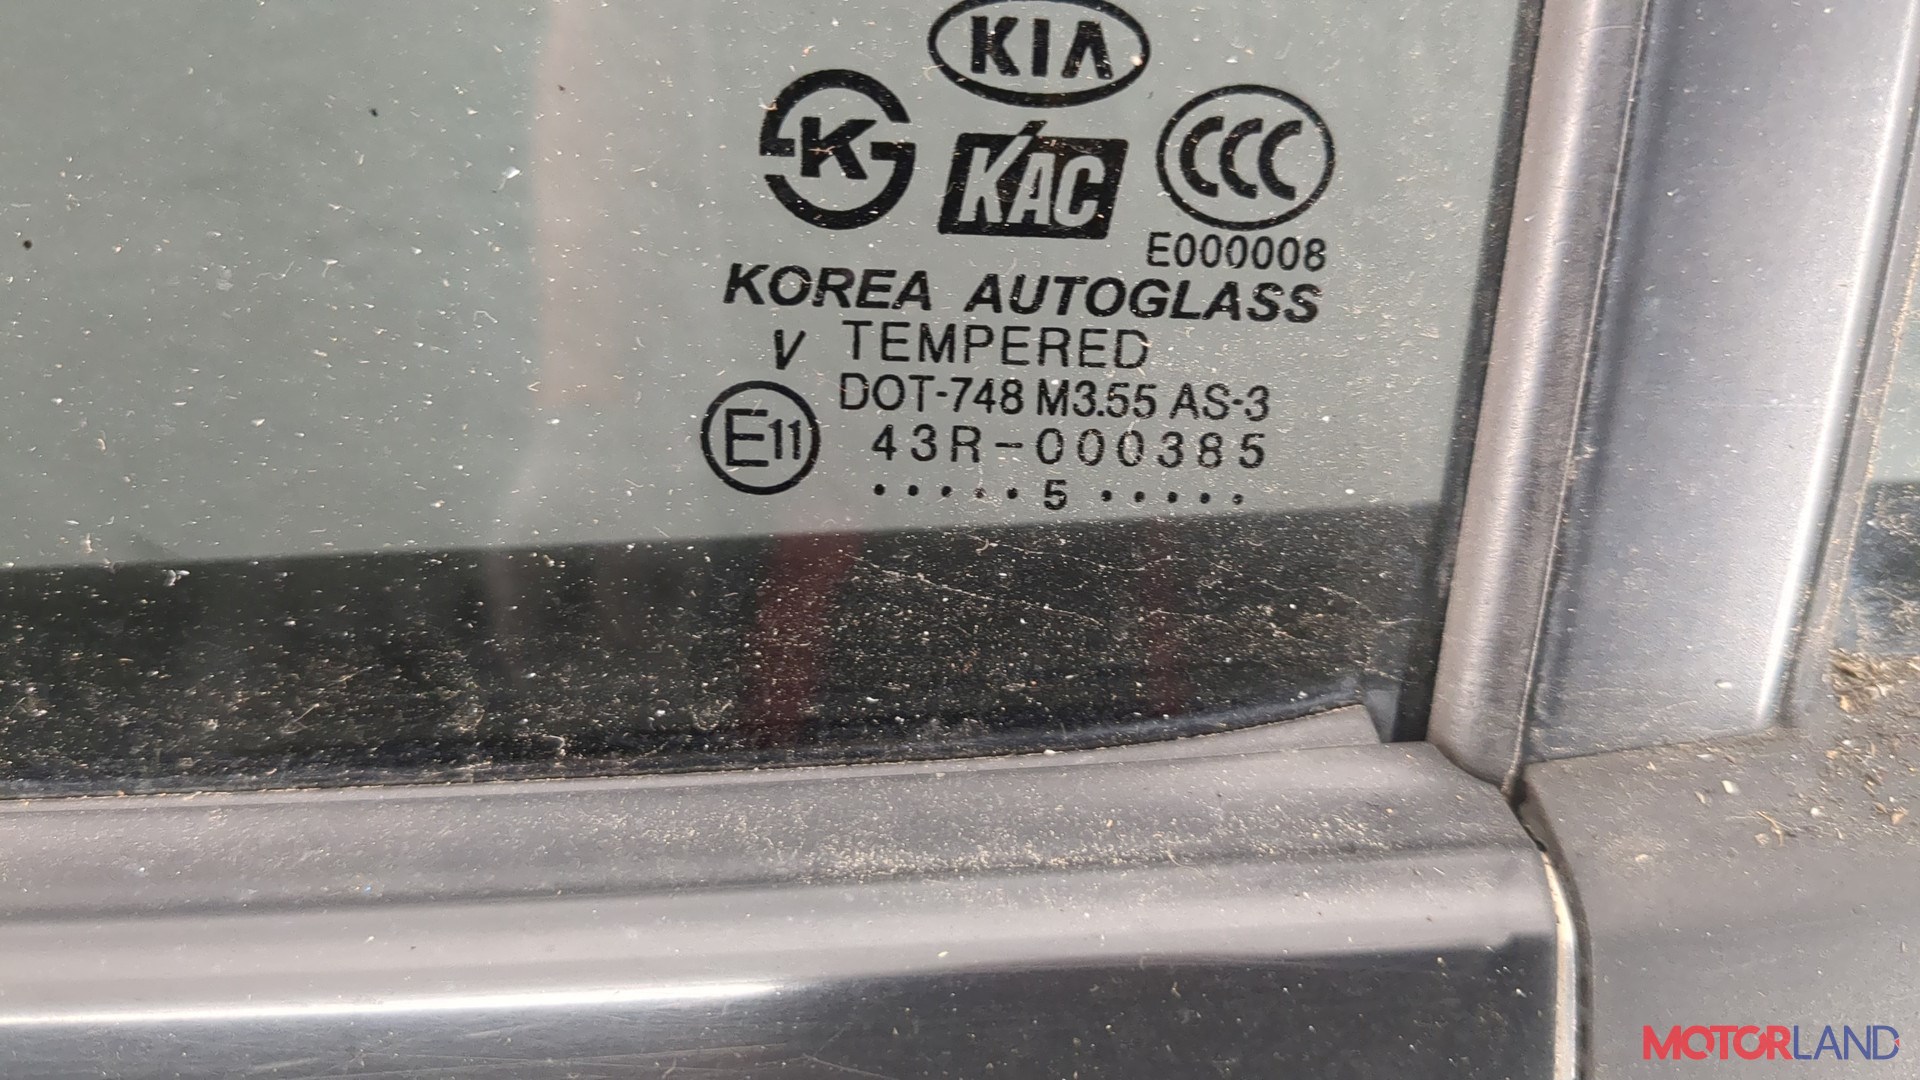 KIA
K
KAC
CCC
E000008
KOREA AUTOGLASS
V TEMPERED
DOT-748 M3.55 AS-3
E11 43R-000385
.....5.....
MOTORLAND